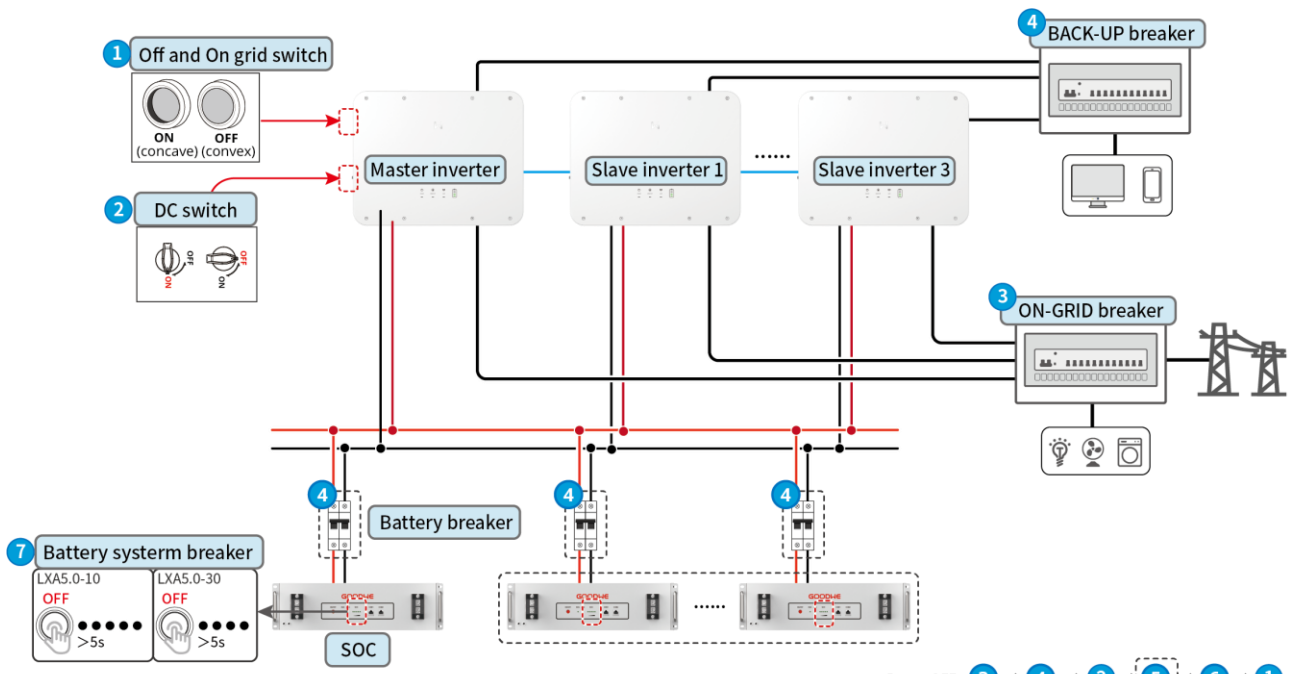 1 Off and On grid switch
ON OFF
(concave) (convex)
2 DC switch
OFF
ON
OFF
ON
Master inverter
Slave inverter 1
......
Slave inverter 3
4 BACK-UP breaker
3 ON-GRID breaker
4
Battery breaker
4
4
7 Battery systerm breaker
LXA5.0-10
OFF
>5s
LXA5.0-30
OFF
>5s
GOODWE
SOC
GOODWE
......
GOODWE